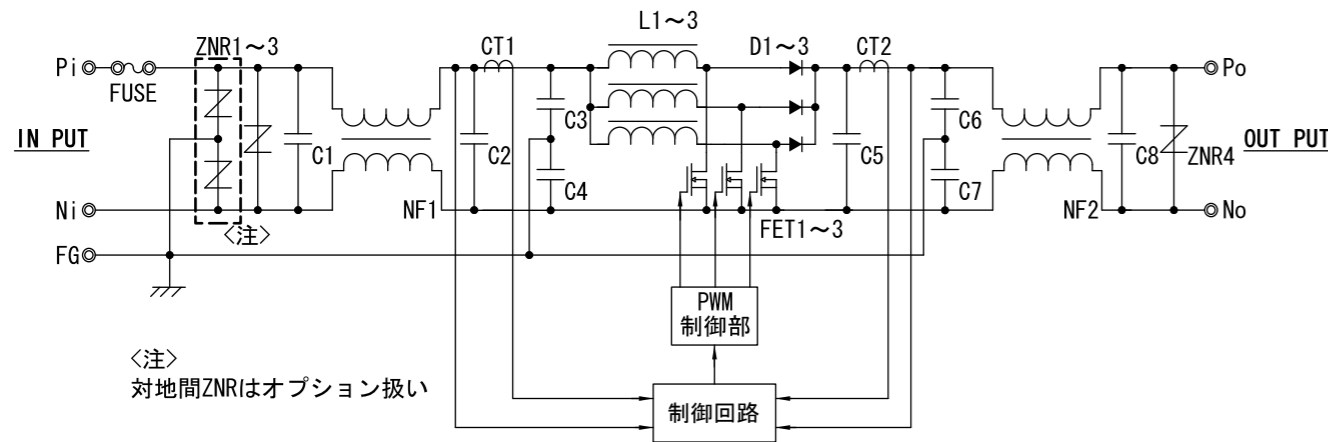 L1～3
ZNR1～3
CT1
D1～3
CT2
Pi
FUSE
Po
C3
C6
IN PUT
C1
C2
C5
C8
ZNR4
OUT PUT
C4
C7
Ni
NF1
NF2
No
〈注〉
FET1～3
FG
PWM
制御部
〈注〉
対地間ZNRはオプション扱い
制御回路